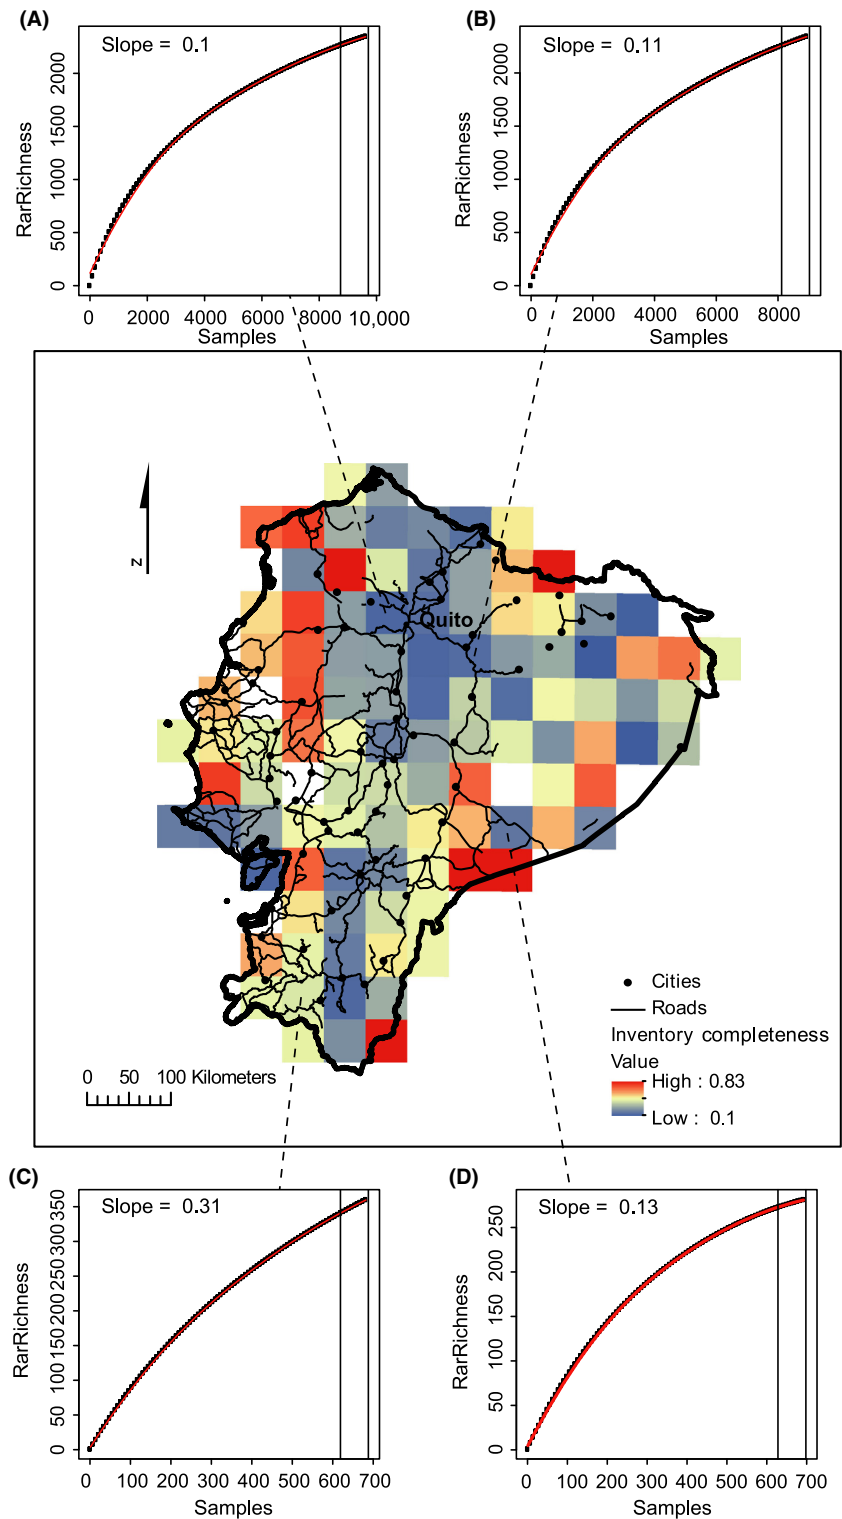 (A)
Slope = 0.1
RarRichness
0 500 1000 1500 2000
0 2000 4000 6000 8000 10,000
Samples
(B)
Slope = 0.11
RarRichness
0 500 1000 1500 2000
0 2000 4000 6000 8000
Samples
z
Quito
Cities
Roads
Inventory completeness
Value
High : 0.83
Low : 0.1
0 50 100 Kilometers
(C)
Slope = 0.31
RarRichness
0 50 100 150 200 250 300 350
0 100 200 300 400 500 600 700
Samples
(D)
Slope = 0.13
RarRichness
0 50 100 150 200 250
0 100 200 300 400 500 600 700
Samples